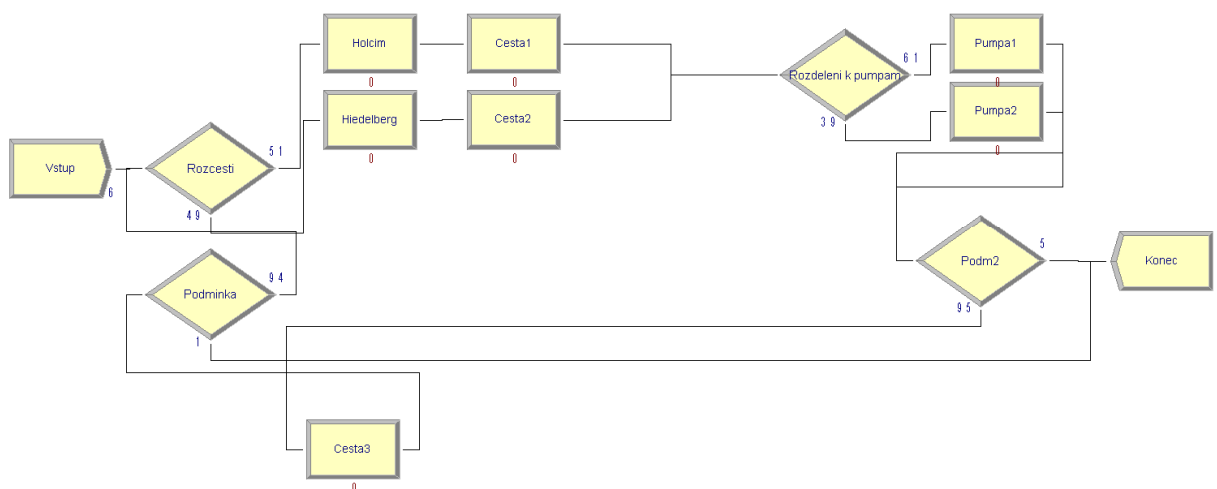 Holcim
0
Cesta1
0
Rozdeleni k pumpam
6 1
3 9
Pumpa1
0
Hiedelberg
0
Cesta2
0
Pumpa2
0
Vstup
6
Rozcesti
5 1
4 9
Podminka
9 4
1
Podm2
5
9 5
Konec
Cesta3
0